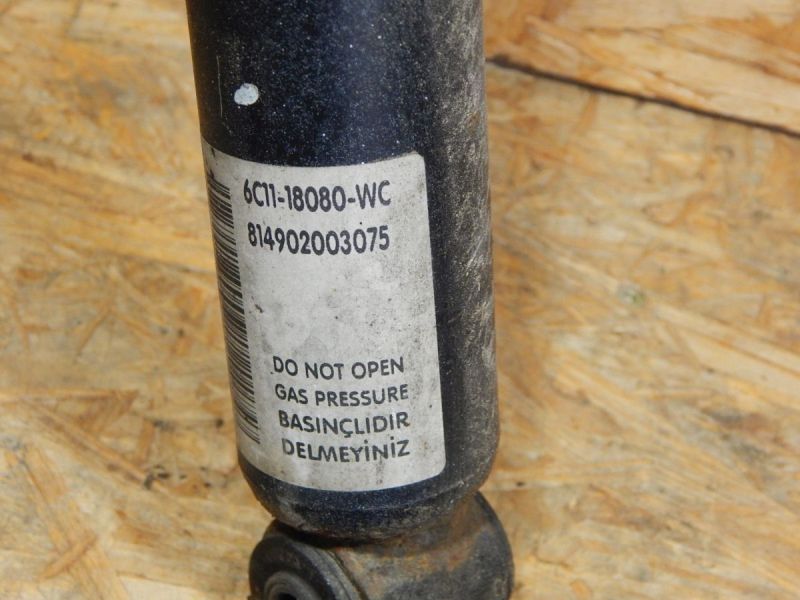 6C11-18080-WC
814902003075
DO NOT OPEN
GAS PRESSURE
BASINÇLIDIR
DELMEYİNİZ